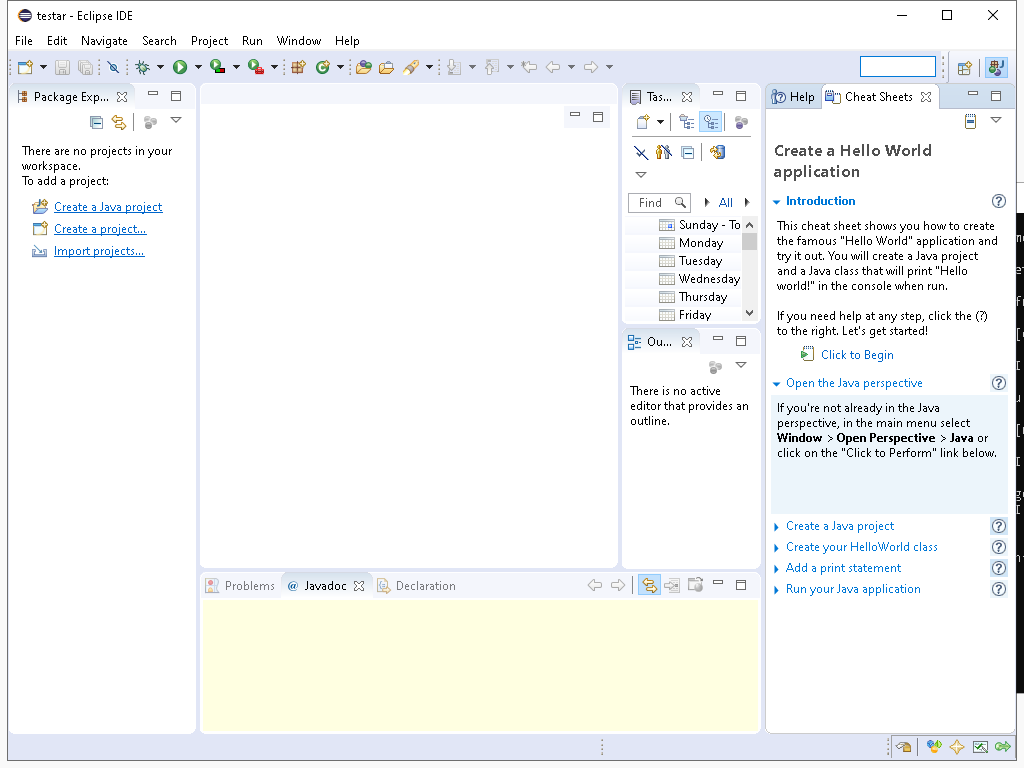 testar - Eclipse IDE
File Edit Navigate Search Project Run Window Help
Package Exp...
There are no projects in your
workspace.
To add a project:
Create a Java project
Create a project...
Import projects...
Tas...
Find
All
Sunday - To
Monday
Tuesday
Wednesday
Thursday
Friday
Ou...
There is no active
editor that provides an
outline.
Help Cheat Sheets
Create a Hello World
application
Introduction
This cheat sheet shows you how to create
the famous "Hello World" application and
try it out. You will create a Java project
and a Java class that will print "Hello
world!" in the console when run.
If you need help at any step, click the (?)
to the right. Let's get started!
Click to Begin
Open the Java perspective
If you're not already in the Java
perspective, in the main menu select
Window > Open Perspective > Java or
click on the "Click to Perform" link below.
Create a Java project
Create your HelloWorld class
Add a print statement
Run your Java application
Problems @ Javadoc Declaration